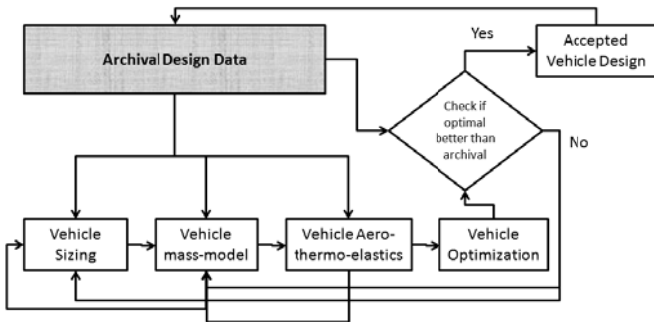 Archival Design Data
Yes
Accepted
Vehicle Design
Check if
optimal
better than
archival
No
Vehicle
Sizing
Vehicle
mass-model
Vehicle Aero-
thermo-elastics
Vehicle
Optimization